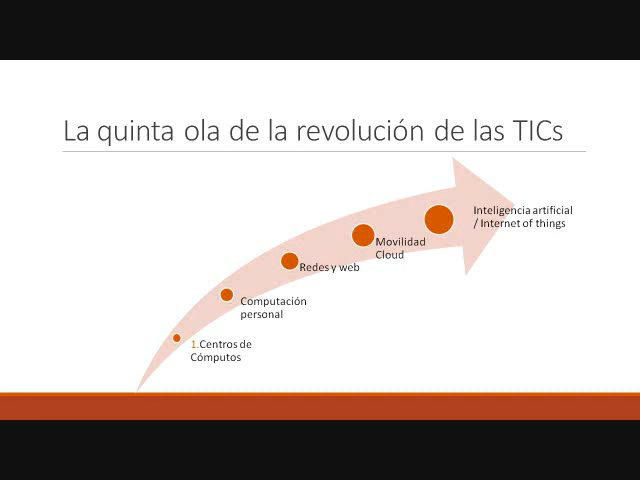 La quinta ola de la revolución de las TICs
Inteligencia artificial
/ Internet of things
Movilidad
Cloud
Redes y web
Computación
personal
1.Centros de
Cómputos